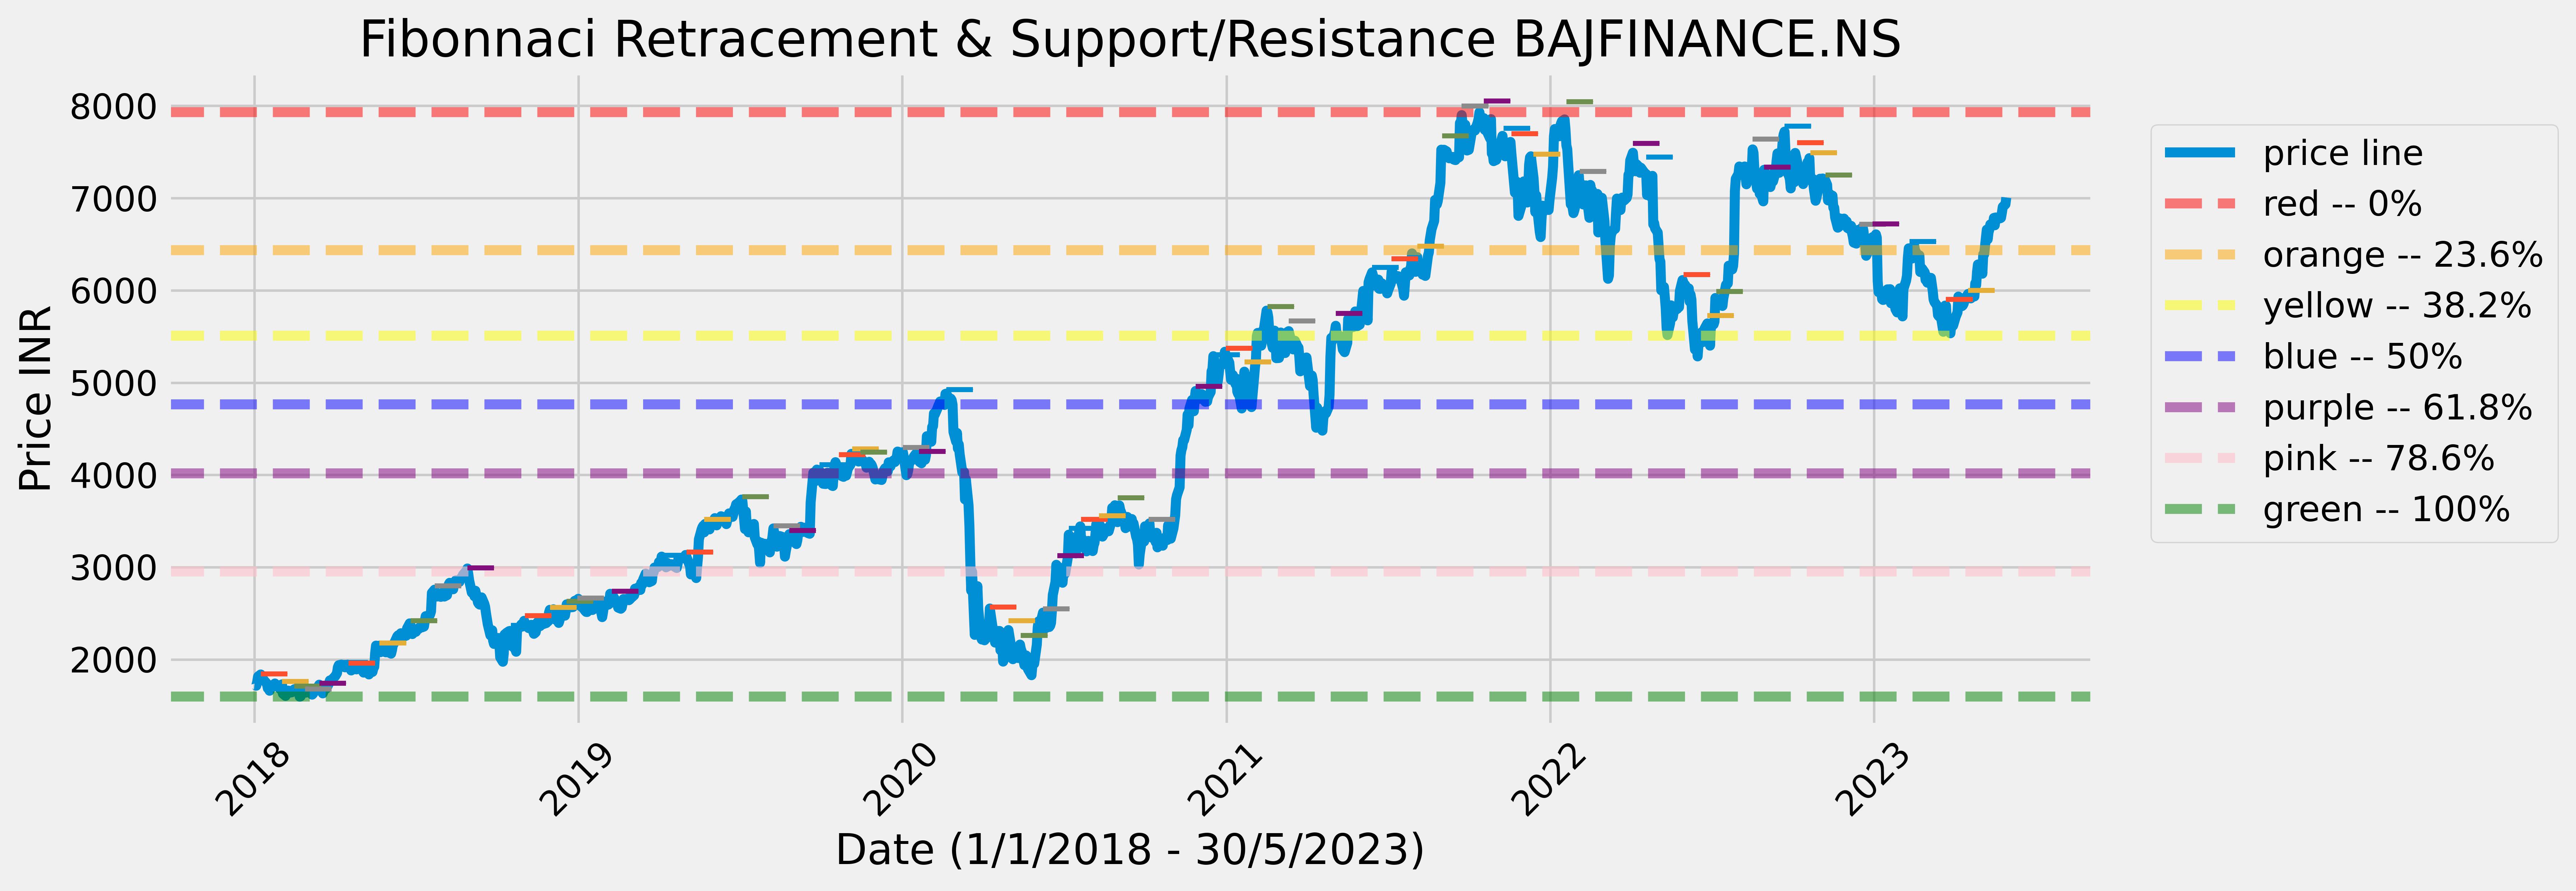 Fibonnaci Retracement & Support/Resistance BAJFINANCE.NS
Price INR
8000
7000
6000
5000
4000
3000
2000
2018
2019
2020
2021
2022
2023
Date (1/1/2018 - 30/5/2023)
price line
red -- 0%
orange -- 23.6%
yellow -- 38.2%
blue -- 50%
purple -- 61.8%
pink -- 78.6%
green -- 100%